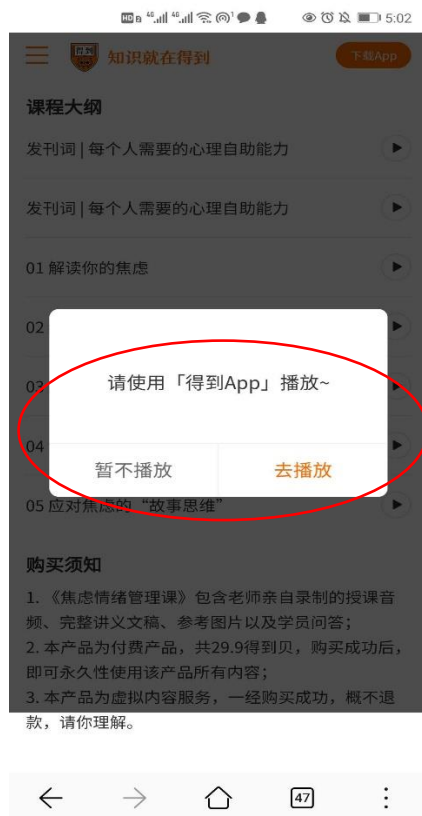 HD B 46 46 5:02
得到 知识就在得到 下载App
课程大纲
发刊词 | 每个人需要的心理自助能力
发刊词 | 每个人需要的心理自助能力
01 解读你的焦虑
02
请使用「得到App」播放~
03
04
暂不播放 去播放
05 应对焦虑的“故事思维”
购买须知
1. 《焦虑情绪管理课》包含老师亲自录制的授课音
频、完整讲义文稿、参考图片以及学员问答；
2. 本产品为付费产品，共29.9得到贝，购买成功后，
即可永久性使用该产品所有内容；
3. 本产品为虚拟内容服务，一经购买成功，概不退
款，请你理解。
47